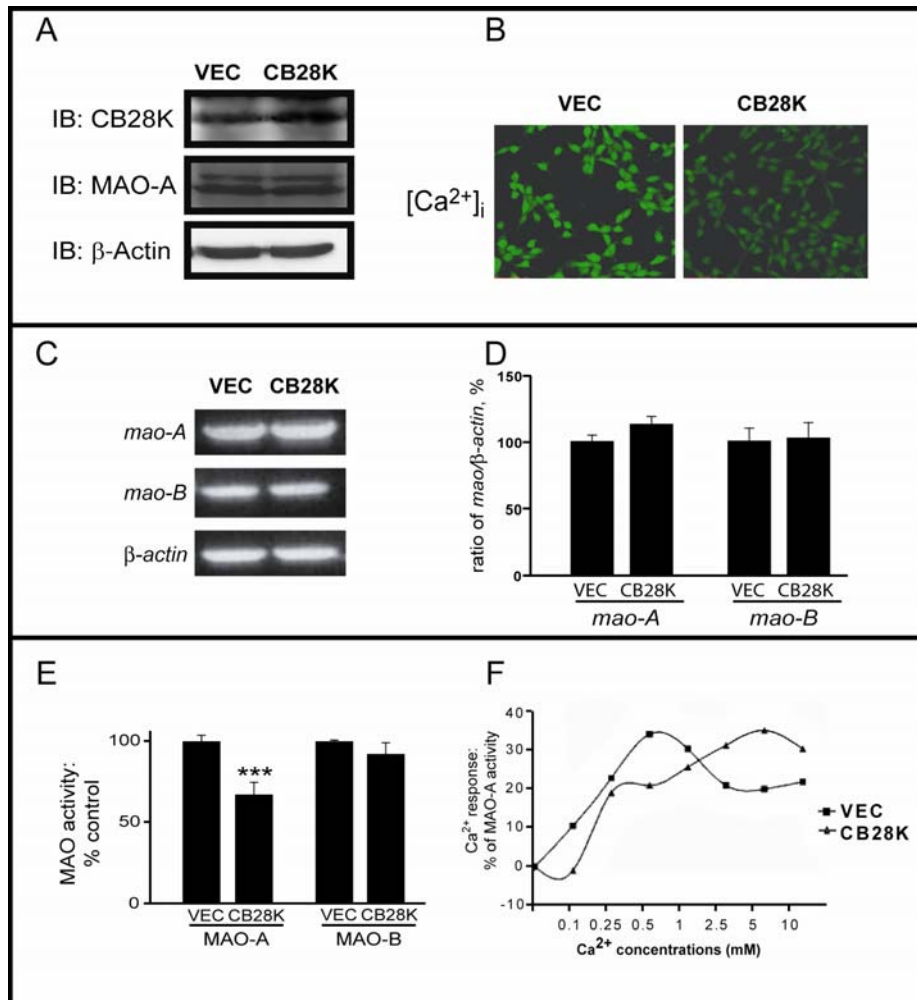 A
VEC CB28K
IB: CB28K
IB: MAO-A
IB: β-Actin
B
VEC CB28K
[Ca²⁺]i
C
VEC CB28K
mao-A
mao-B
β-actin
D
ratio of mao/β-actin, %
150
100
50
0
VEC CB28K VEC CB28K
mao-A mao-B
E
MAO activity:
% control
100
50
0
***
VEC CB28K VEC CB28K
MAO-A MAO-B
F
Ca²⁺ response:
% of MAO-A activity
40
30
20
10
0
-10
0.1 0.25 0.5 1 2.5 5 10
Ca²⁺ concentrations (mM)
VEC
CB28K